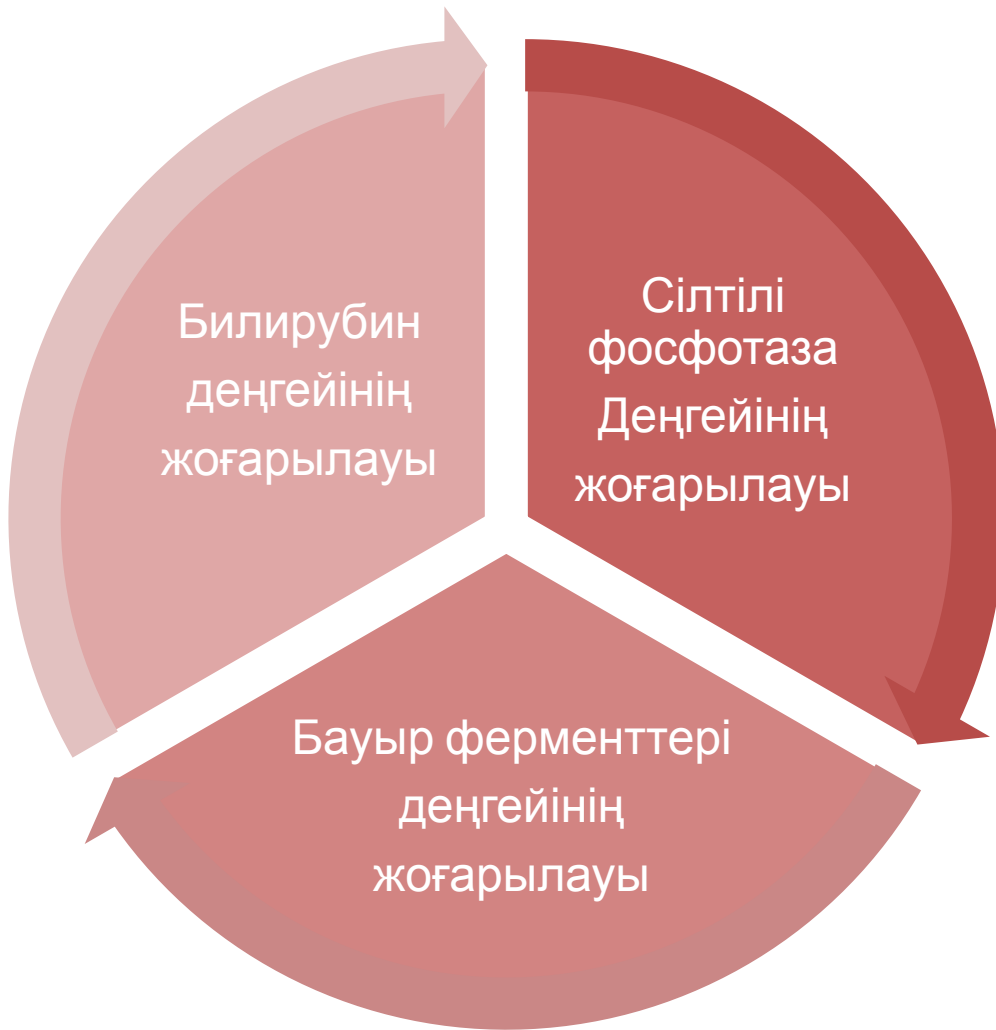 Билирубин
деңгейінің
жоғарылауы
Сілтілі
фосфотаза
Деңгейінің
жоғарылауы
Бауыр ферменттері
деңгейінің
жоғарылауы